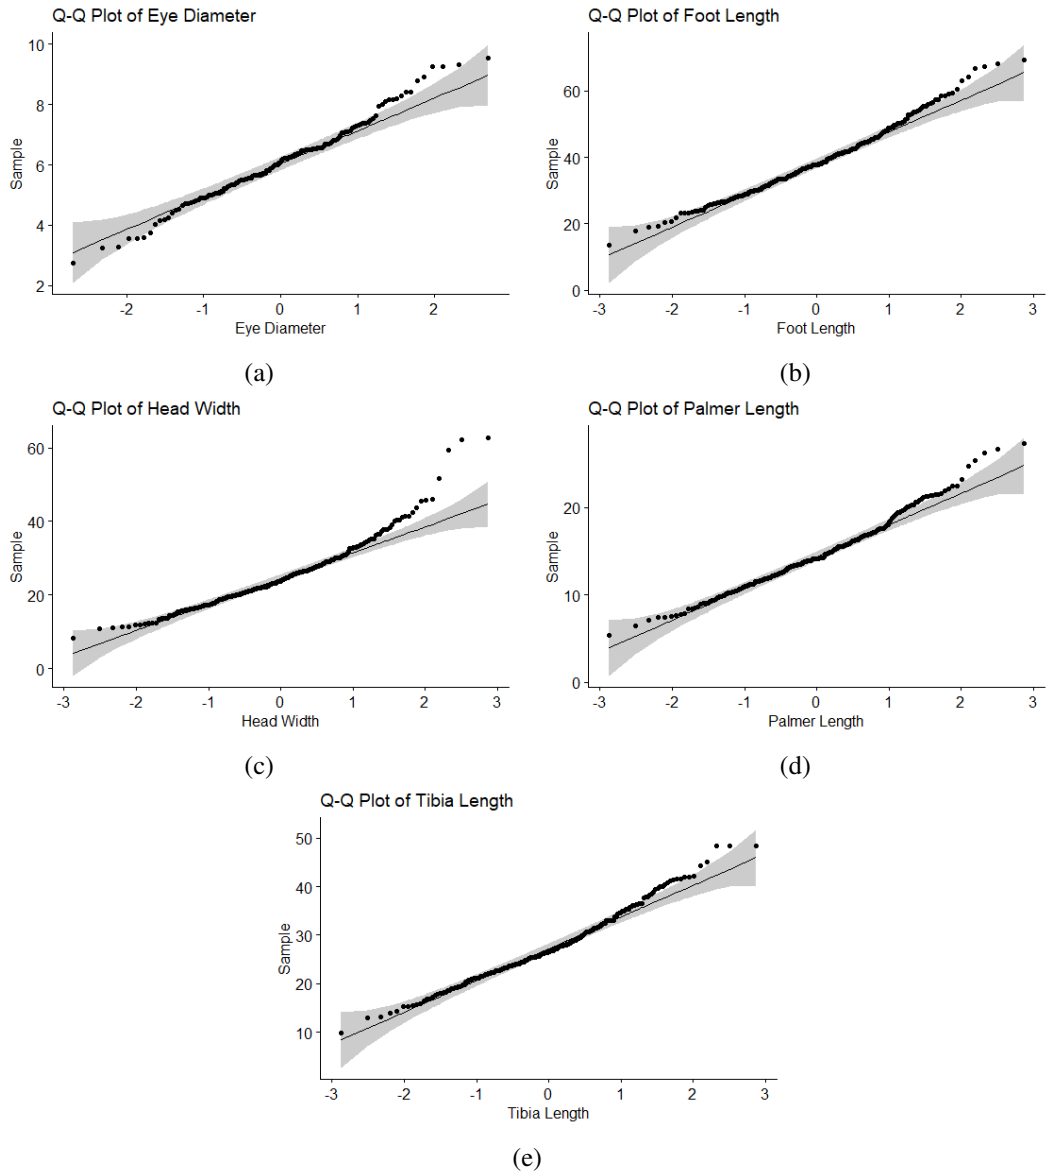 Q-Q Plot of Eye Diameter
10
8
6
4
2
Sample
-2
-1
0
1
2
Eye Diameter
(a)
Q-Q Plot of Foot Length
60
40
20
0
Sample
-3
-2
-1
0
1
2
3
Foot Length
(b)
Q-Q Plot of Head Width
60
40
20
0
Sample
-3
-2
-1
0
1
2
3
Head Width
(c)
Q-Q Plot of Palmer Length
20
10
0
Sample
-3
-2
-1
0
1
2
3
Palmer Length
(d)
Q-Q Plot of Tibia Length
50
40
30
20
10
Sample
-3
-2
-1
0
1
2
3
Tibia Length
(e)